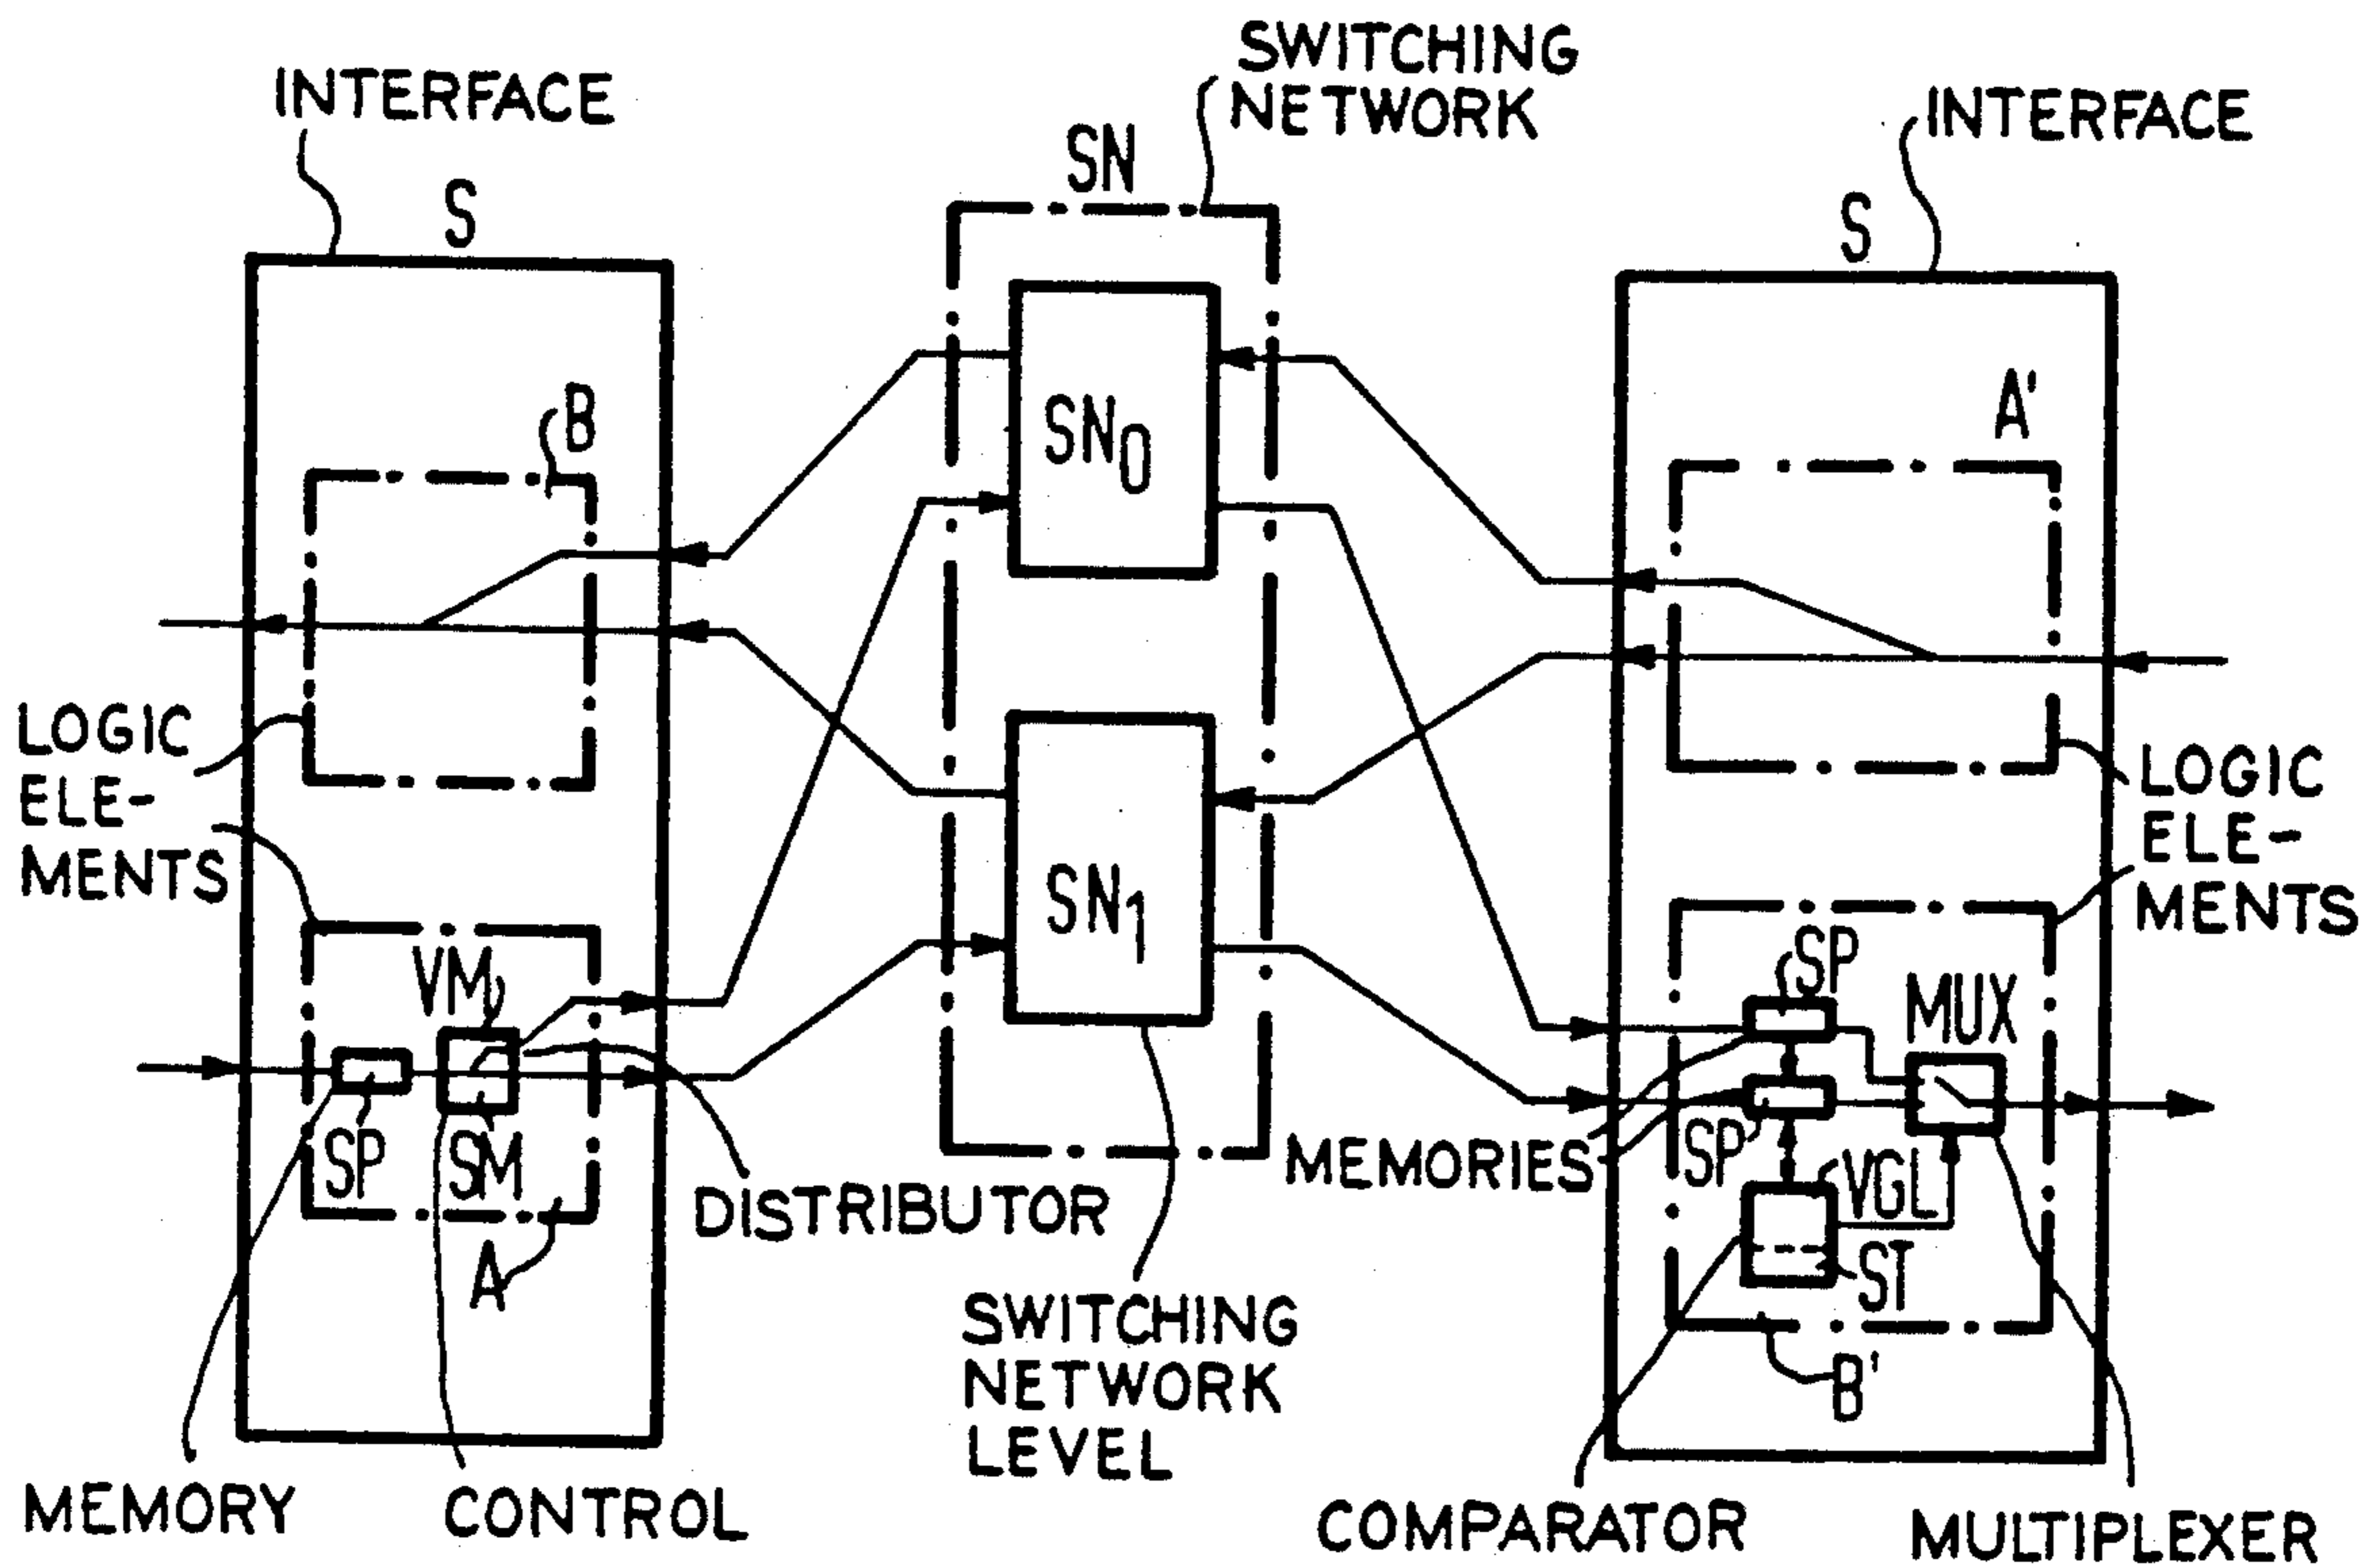 INTERFACE
SWITCHING
NETWORK
INTERFACE
S
SN
S
B
SN0
A'
LOGIC
ELE-
MENTS
LOGIC
ELE-
MENTS
SN1
VM
SP
MUX
SP
SM
A
DISTRIBUTOR
MEMORIES
SP'
VGL
ST
B'
SWITCHING
NETWORK
LEVEL
MEMORY
CONTROL
COMPARATOR
MULTIPLEXER